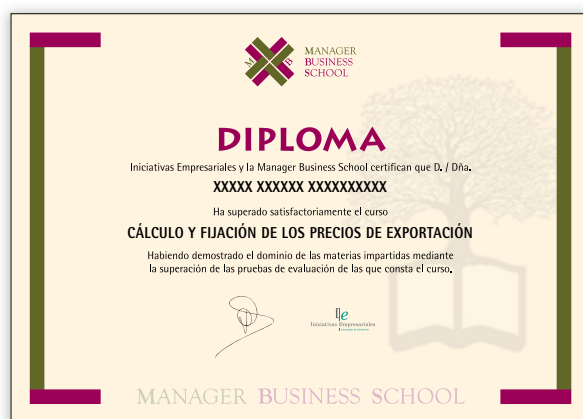 M B
MANAGER
BUSINESS
SCHOOL
DIPLOMA
Iniciativas Empresariales y la Manager Business School certifican que D. / Dña.
XXXXX XXXXXX XXXXXXXXXX
Ha superado satisfactoriamente el curso
CÁLCULO Y FIJACIÓN DE LOS PRECIOS DE EXPORTACIÓN
Habiendo demostrado el dominio de las materias impartidas mediante
la superación de las pruebas de evaluación de las que consta el curso.
Iniciativas Empresariales
MANAGER BUSINESS SCHOOL